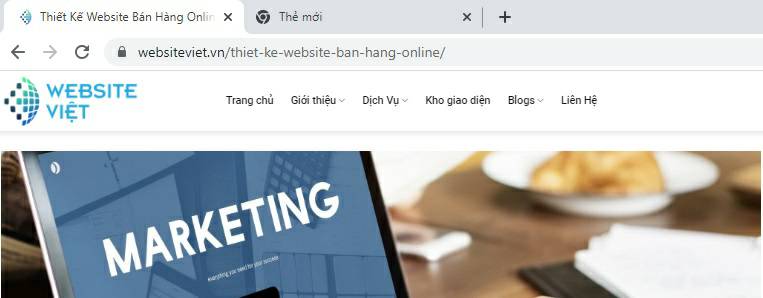 Thiết Kế Website Bán Hàng Onlin
Thẻ mới
websiteviet.vn/thiet-ke-website-ban-hang-online/
WEBSITE
VIỆT
Trang chủ Giới thiệu Dịch Vụ Kho giao diện Blogs Liên Hệ
MARKETING
everything you need for your success